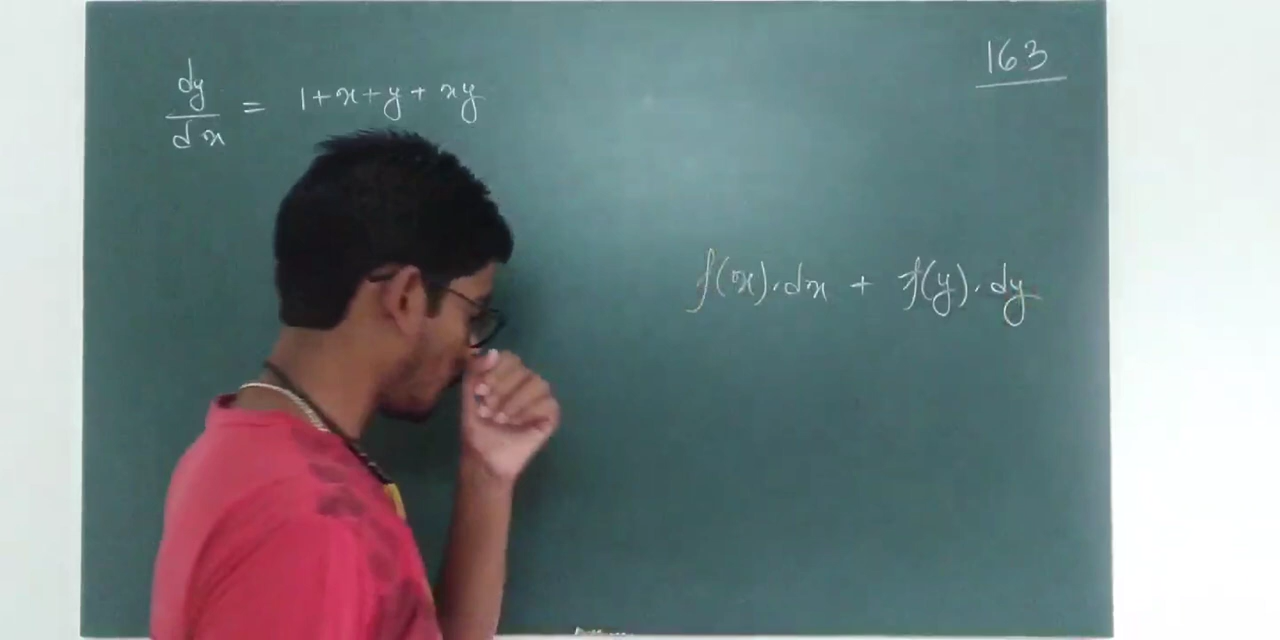 163
dy/dx = 1+x+y+xy
f(x).dx + f(y).dy